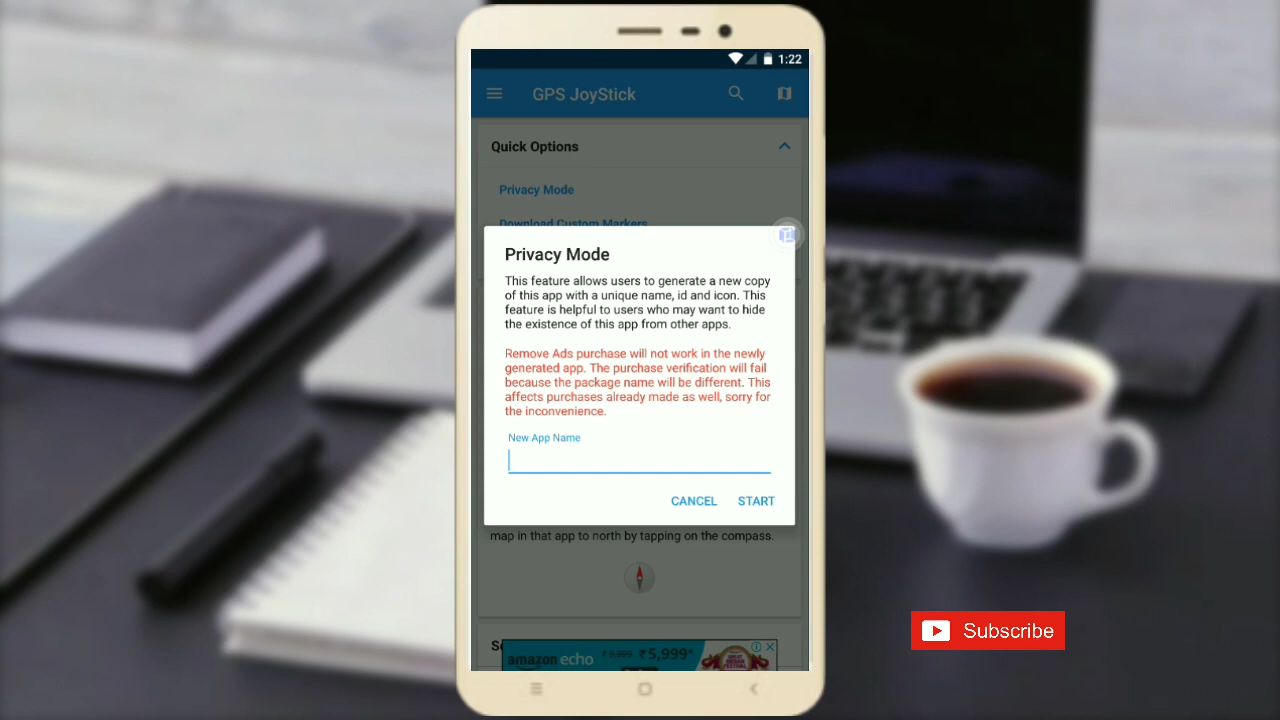 1:22
GPS JoyStick
Quick Options
Privacy Mode
Download Custom Markers
Privacy Mode
This feature allows users to generate a new copy
of this app with a unique name, id and icon. This
feature is helpful to users who may want to hide
the existence of this app from other apps.
Remove Ads purchase will not work in the newly
generated app. The purchase verification will fail
because the package name will be different. This
affects purchases already made as well, sorry for
the inconvenience.
New App Name
CANCEL START
map in that app to north by tapping on the compass.
Subscribe
amazon echo ₹5,999*